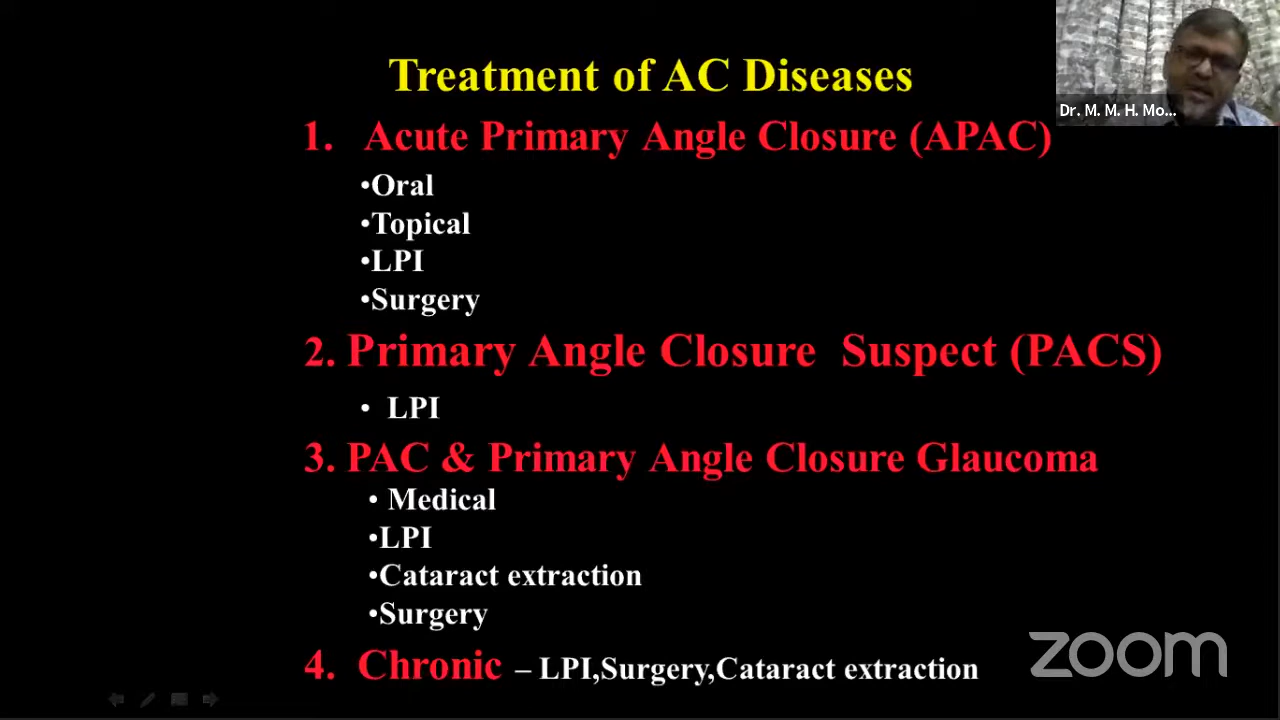 Treatment of AC Diseases
Dr. M. M. H. Mo...
1. Acute Primary Angle Closure (APAC)
•Oral
•Topical
•LPI
•Surgery
2. Primary Angle Closure Suspect (PACS)
• LPI
3. PAC & Primary Angle Closure Glaucoma
• Medical
•LPI
•Cataract extraction
•Surgery
4. Chronic – LPI,Surgery,Cataract extraction
zoom